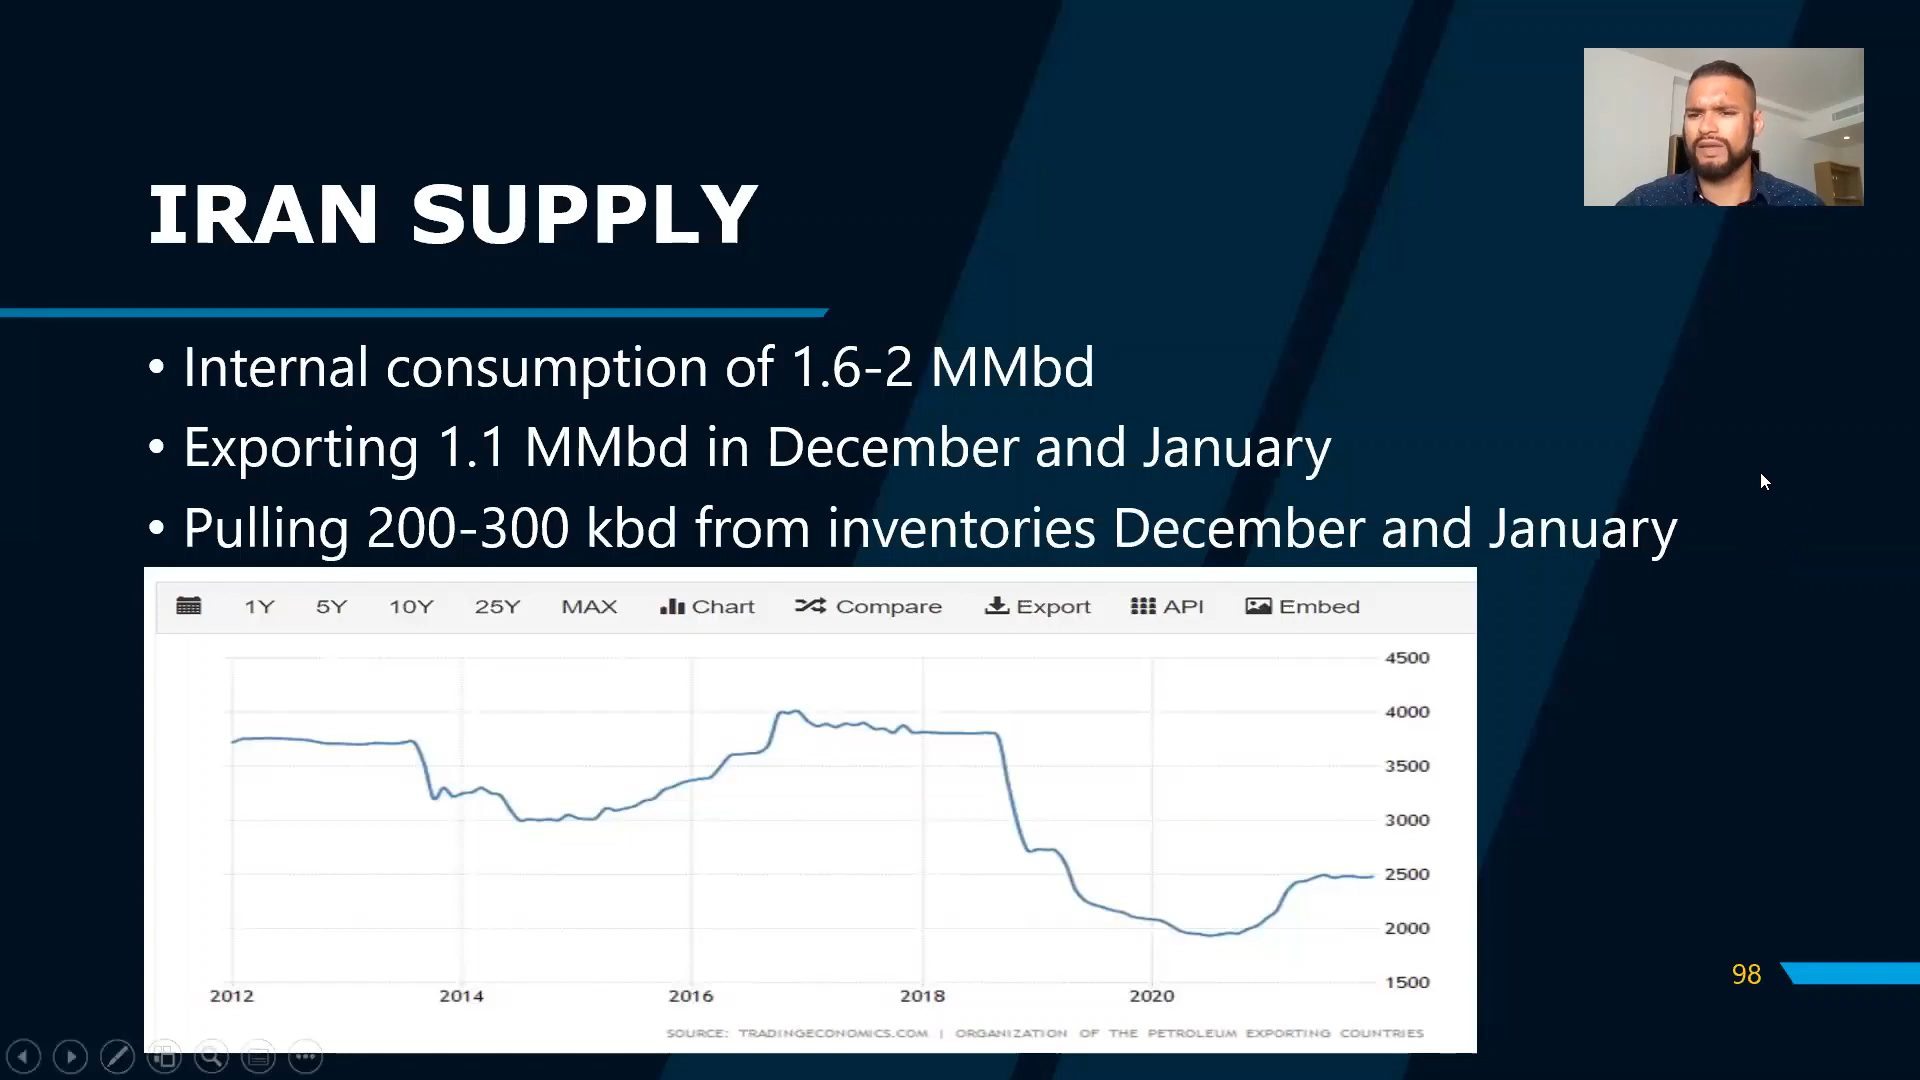 IRAN SUPPLY
• Internal consumption of 1.6-2 MMbd
• Exporting 1.1 MMbd in December and January
• Pulling 200-300 kbd from inventories December and January
1Y 5Y 10Y 25Y MAX Chart Compare Export API Embed
4500
4000
3500
3000
2500
2000
1500
2012 2014 2016 2018 2020
SOURCE: TRADINGECONOMICS.COM | ORGANIZATION OF THE PETROLEUM EXPORTING COUNTRIES
98